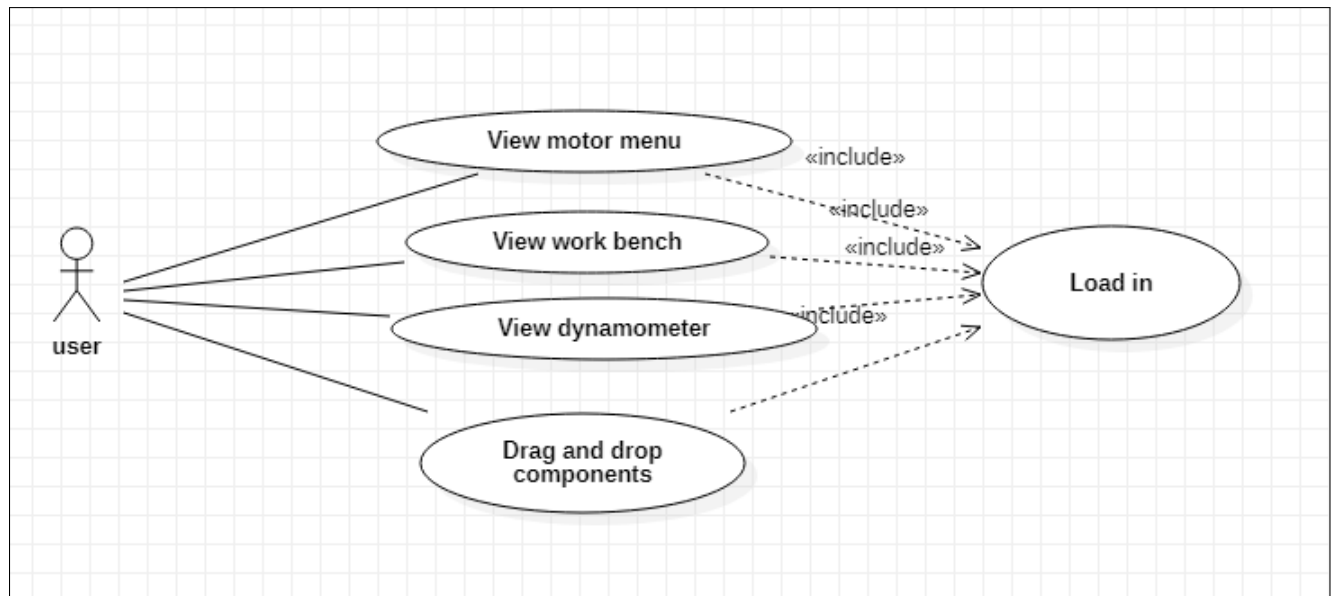 View motor menu
«include»
«include»
View work bench
«include»
Load in
View dynamometer
«include»
user
Drag and drop
components